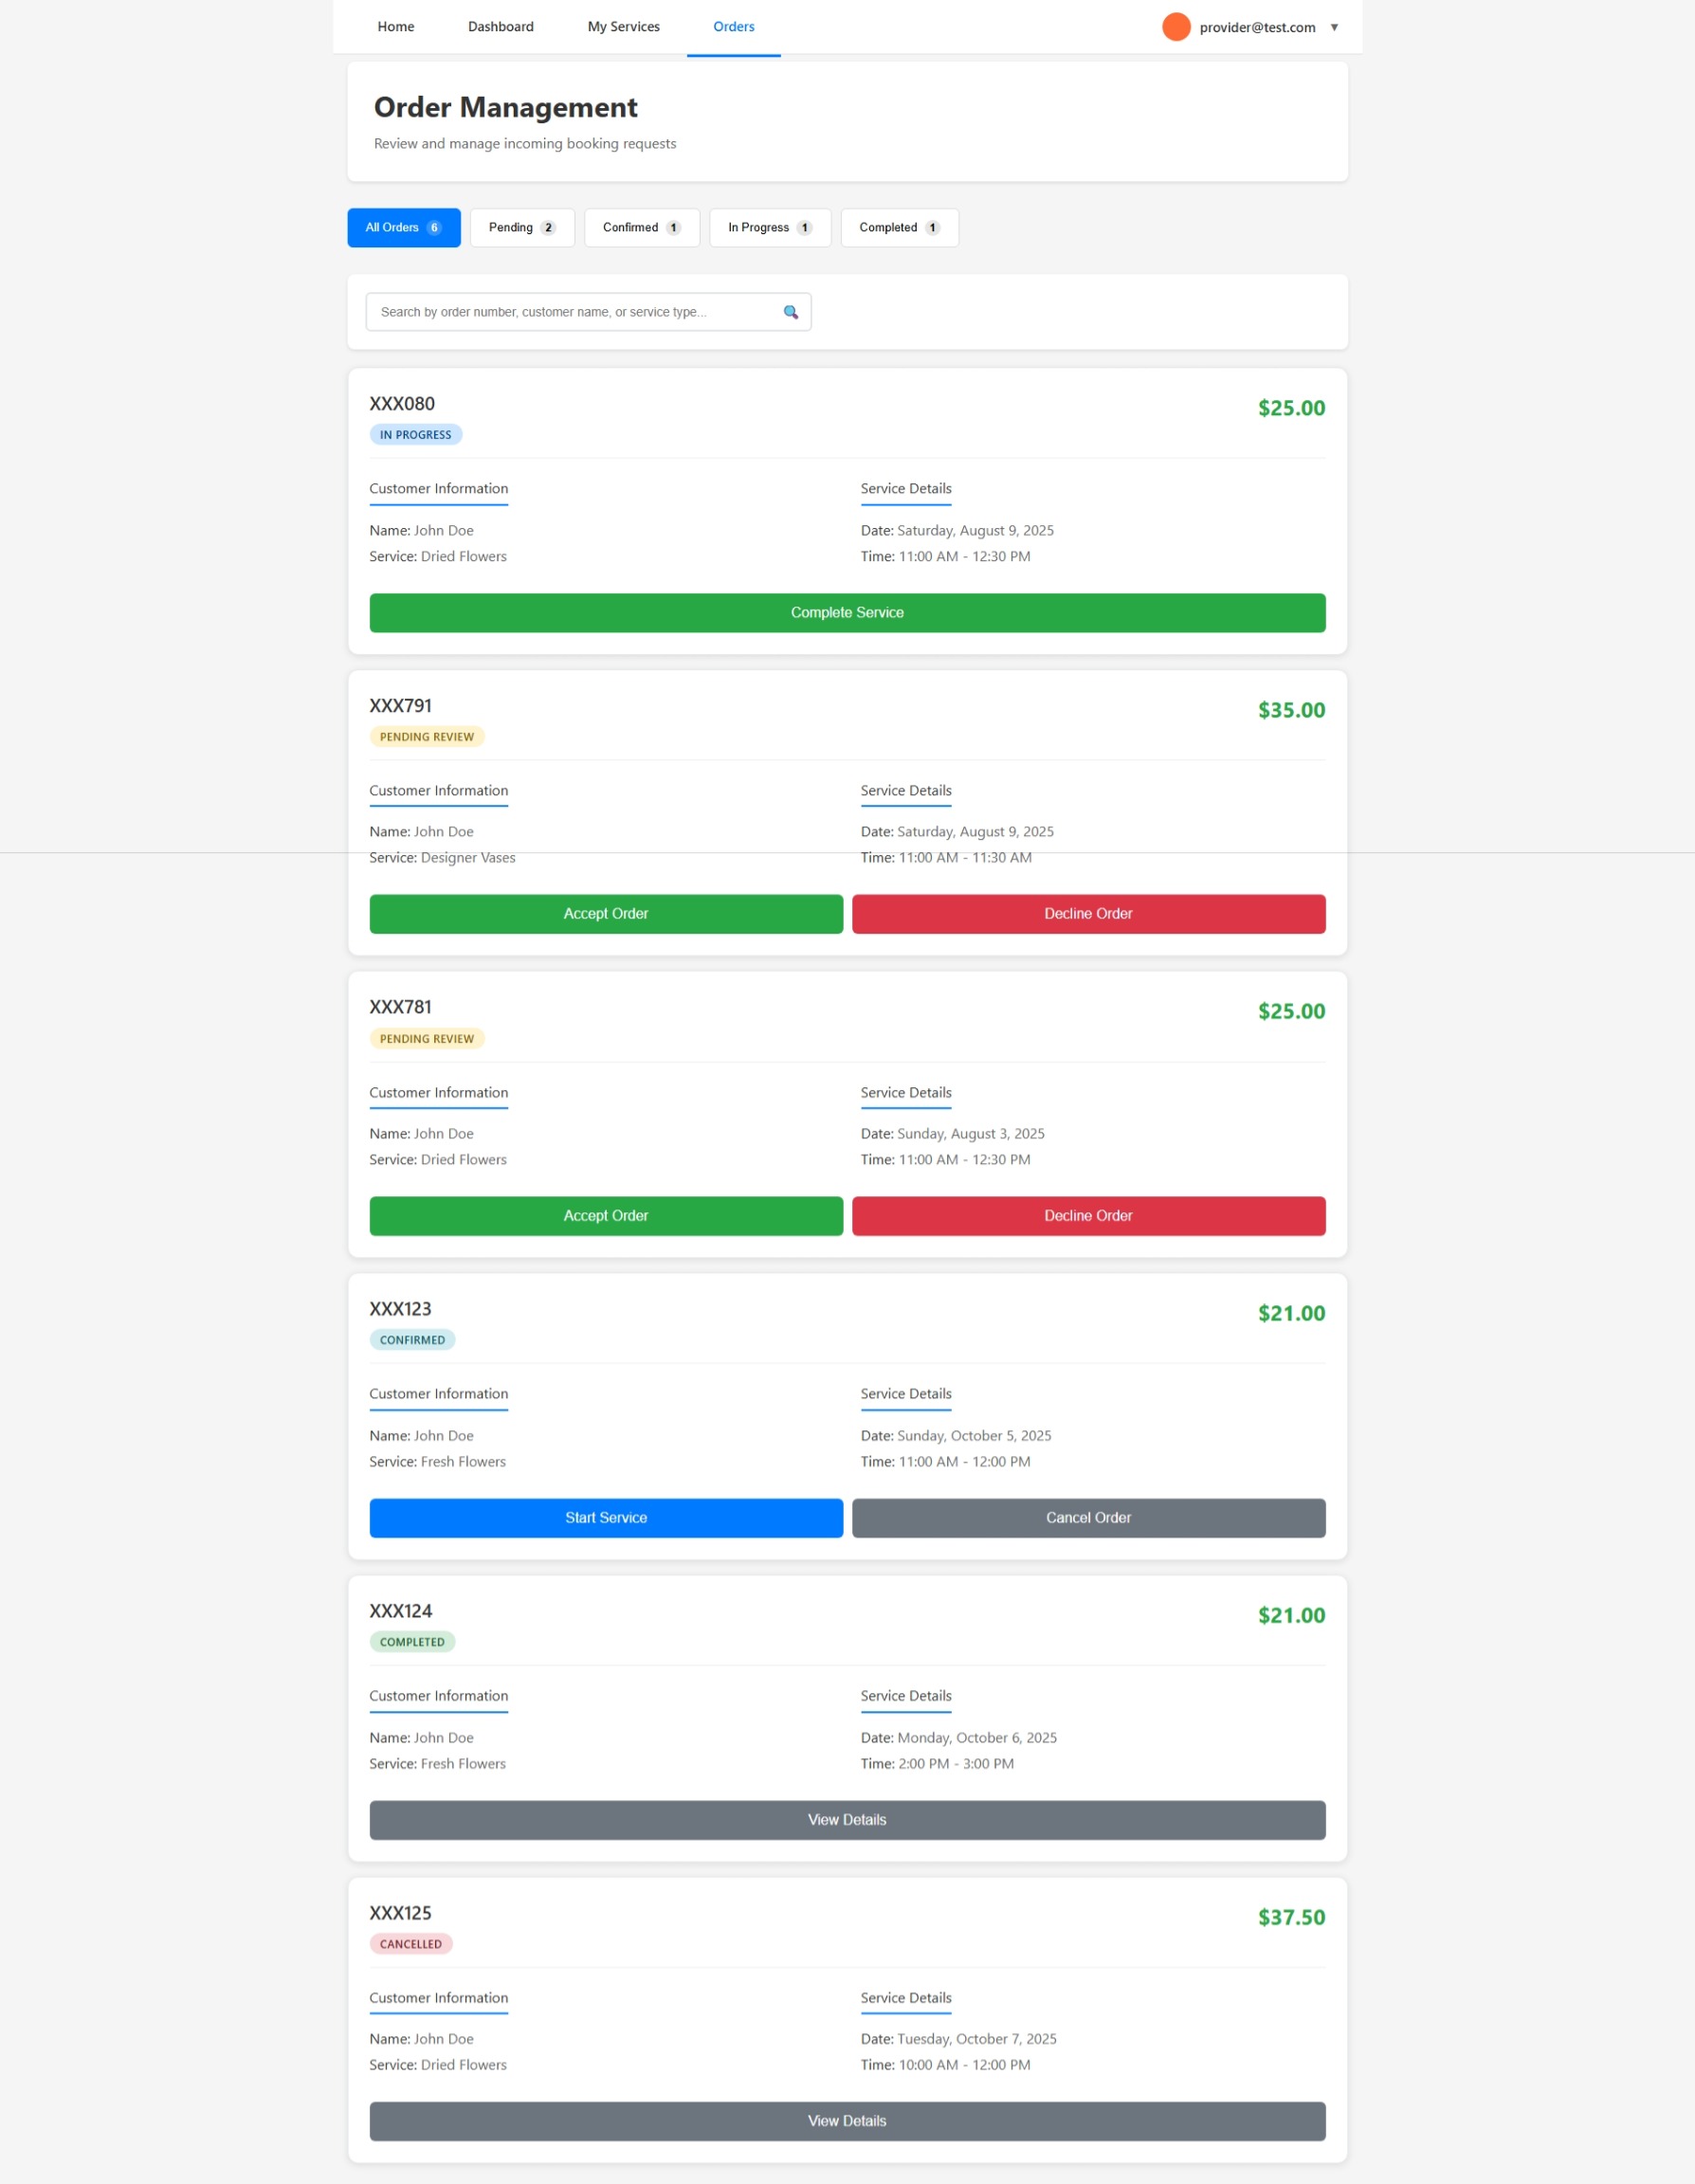 Home Dashboard My Services Orders provider@test.com ▼
Order Management
Review and manage incoming booking requests
All Orders 6 Pending 2 Confirmed 1 In Progress 1 Completed 1
Search by order number, customer name, or service type...
XXX080 $25.00
IN PROGRESS
Customer Information Service Details
Name: John Doe Date: Saturday, August 9, 2025
Service: Dried Flowers Time: 11:00 AM - 12:30 PM
Complete Service
XXX791 $35.00
PENDING REVIEW
Customer Information Service Details
Name: John Doe Date: Saturday, August 9, 2025
Service: Designer Vases Time: 11:00 AM - 11:30 AM
Accept Order Decline Order
XXX781 $25.00
PENDING REVIEW
Customer Information Service Details
Name: John Doe Date: Sunday, August 3, 2025
Service: Dried Flowers Time: 11:00 AM - 12:30 PM
Accept Order Decline Order
XXX123 $21.00
CONFIRMED
Customer Information Service Details
Name: John Doe Date: Sunday, October 5, 2025
Service: Fresh Flowers Time: 11:00 AM - 12:00 PM
Start Service Cancel Order
XXX124 $21.00
COMPLETED
Customer Information Service Details
Name: John Doe Date: Monday, October 6, 2025
Service: Fresh Flowers Time: 2:00 PM - 3:00 PM
View Details
XXX125 $37.50
CANCELLED
Customer Information Service Details
Name: John Doe Date: Tuesday, October 7, 2025
Service: Dried Flowers Time: 10:00 AM - 12:00 PM
View Details